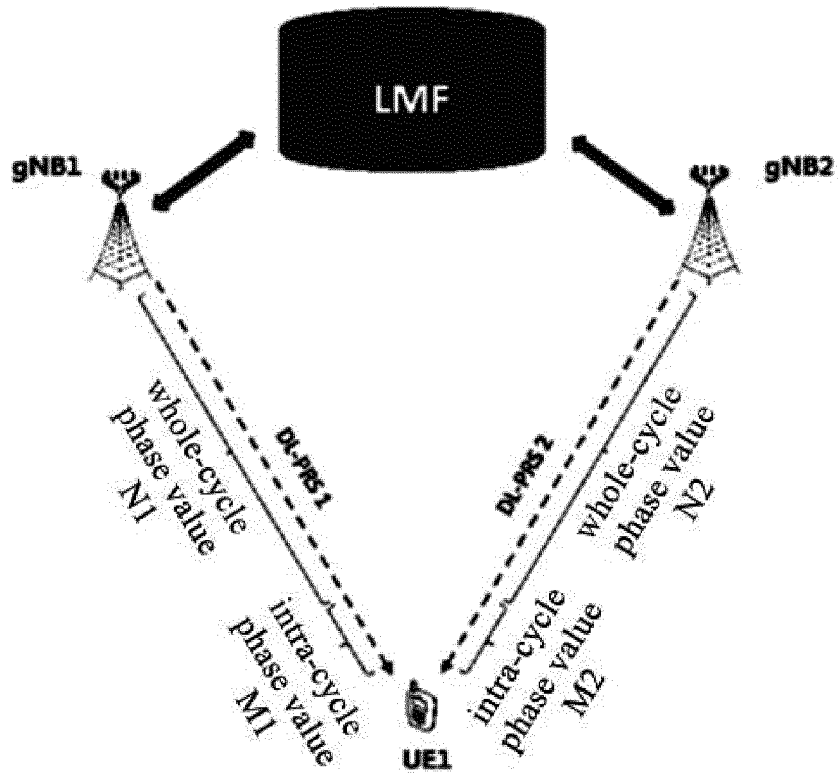 LMF
gNB1
gNB2
whole-cycle
phase value
N1
DL-PRS 1
DL-PRS 2
whole-cycle
phase value
N2
intra-cycle
phase value
M1
intra-cycle
phase value
M2
UE1